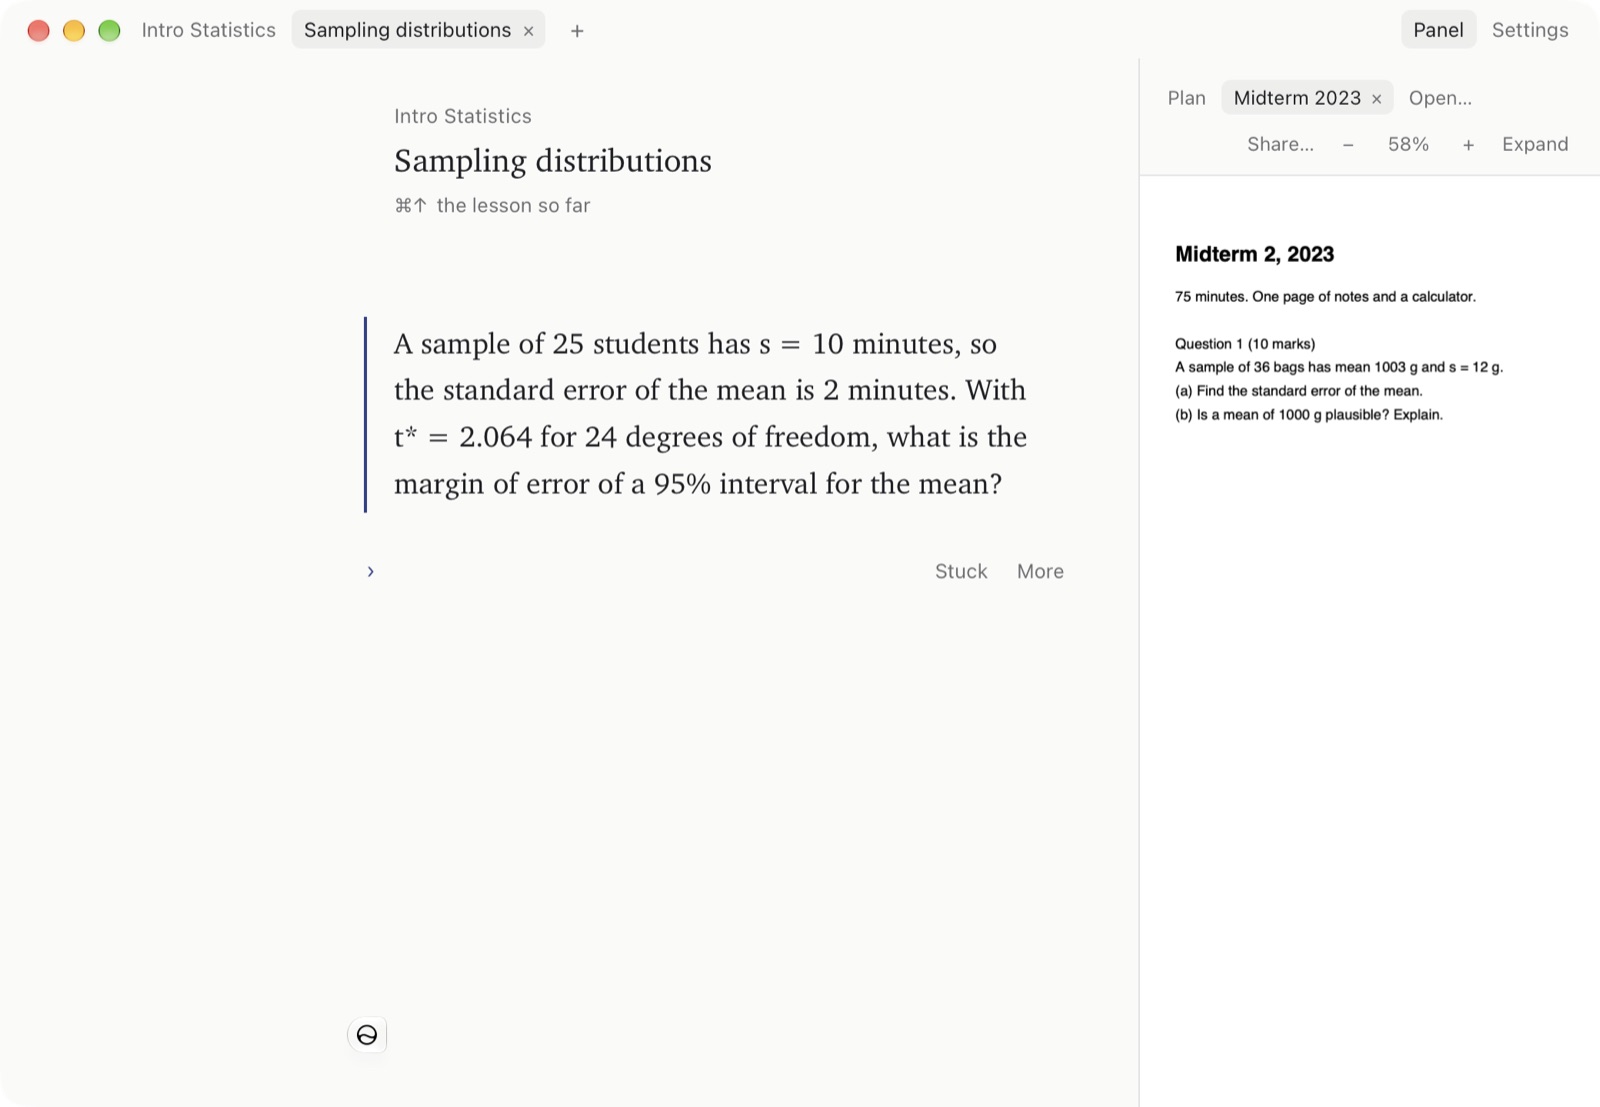 Intro Statistics
Sampling distributions ×
+
Panel
Settings
Intro Statistics
Sampling distributions
⌘↑ the lesson so far
A sample of 25 students has s = 10 minutes, so
the standard error of the mean is 2 minutes. With
t* = 2.064 for 24 degrees of freedom, what is the
margin of error of a 95% interval for the mean?
›
Stuck
More
Plan
Midterm 2023 ×
Open...
Share...
−
58%
+
Expand
Midterm 2, 2023
75 minutes. One page of notes and a calculator.
Question 1 (10 marks)
A sample of 36 bags has mean 1003 g and s = 12 g.
(a) Find the standard error of the mean.
(b) Is a mean of 1000 g plausible? Explain.